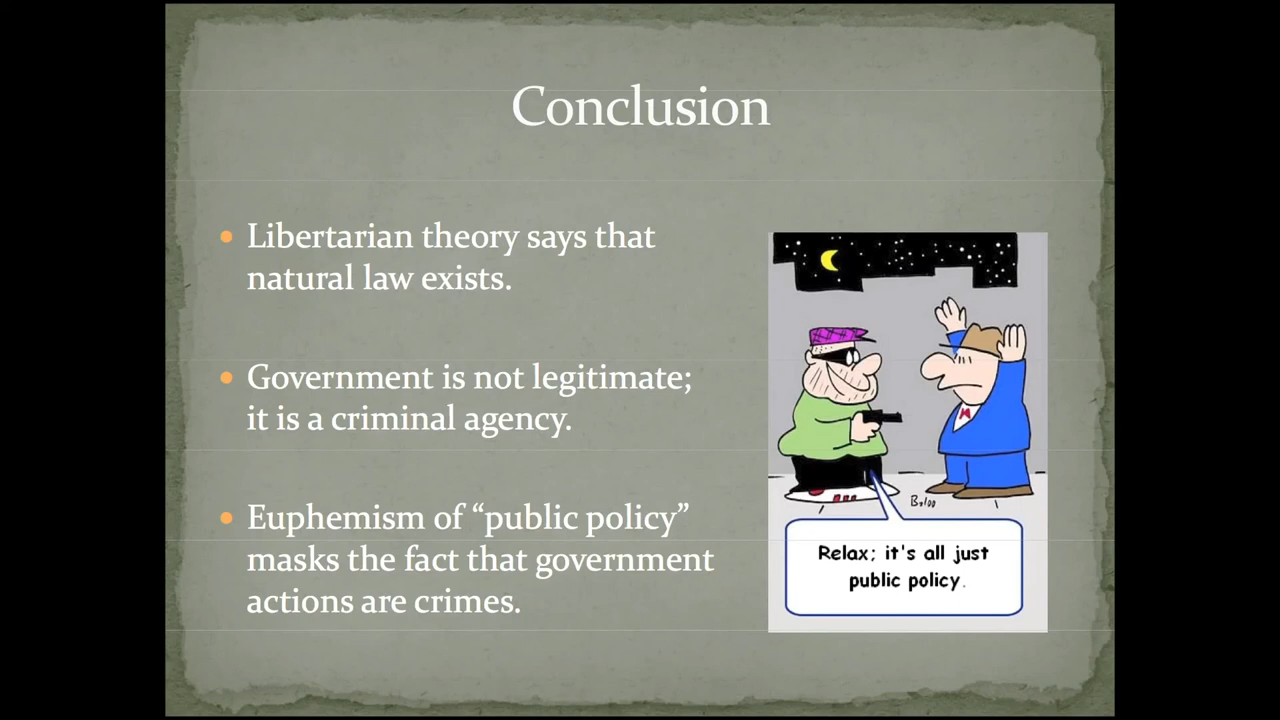 Conclusion
Libertarian theory says that
natural law exists.
Government is not legitimate;
it is a criminal agency.
Euphemism of “public policy”
masks the fact that government
actions are crimes.
Baloo
Relax; it's all just
public policy.